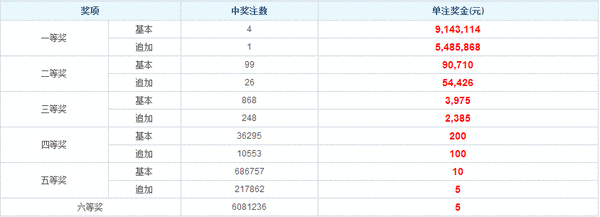 奖项 中奖注数 单注奖金(元)
一等奖 基本 4 9,143,114
追加 1 5,485,868
二等奖 基本 99 90,710
追加 26 54,426
三等奖 基本 868 3,975
追加 248 2,385
四等奖 基本 36295 200
追加 10553 100
五等奖 基本 686757 10
追加 217862 5
六等奖 6081236 5